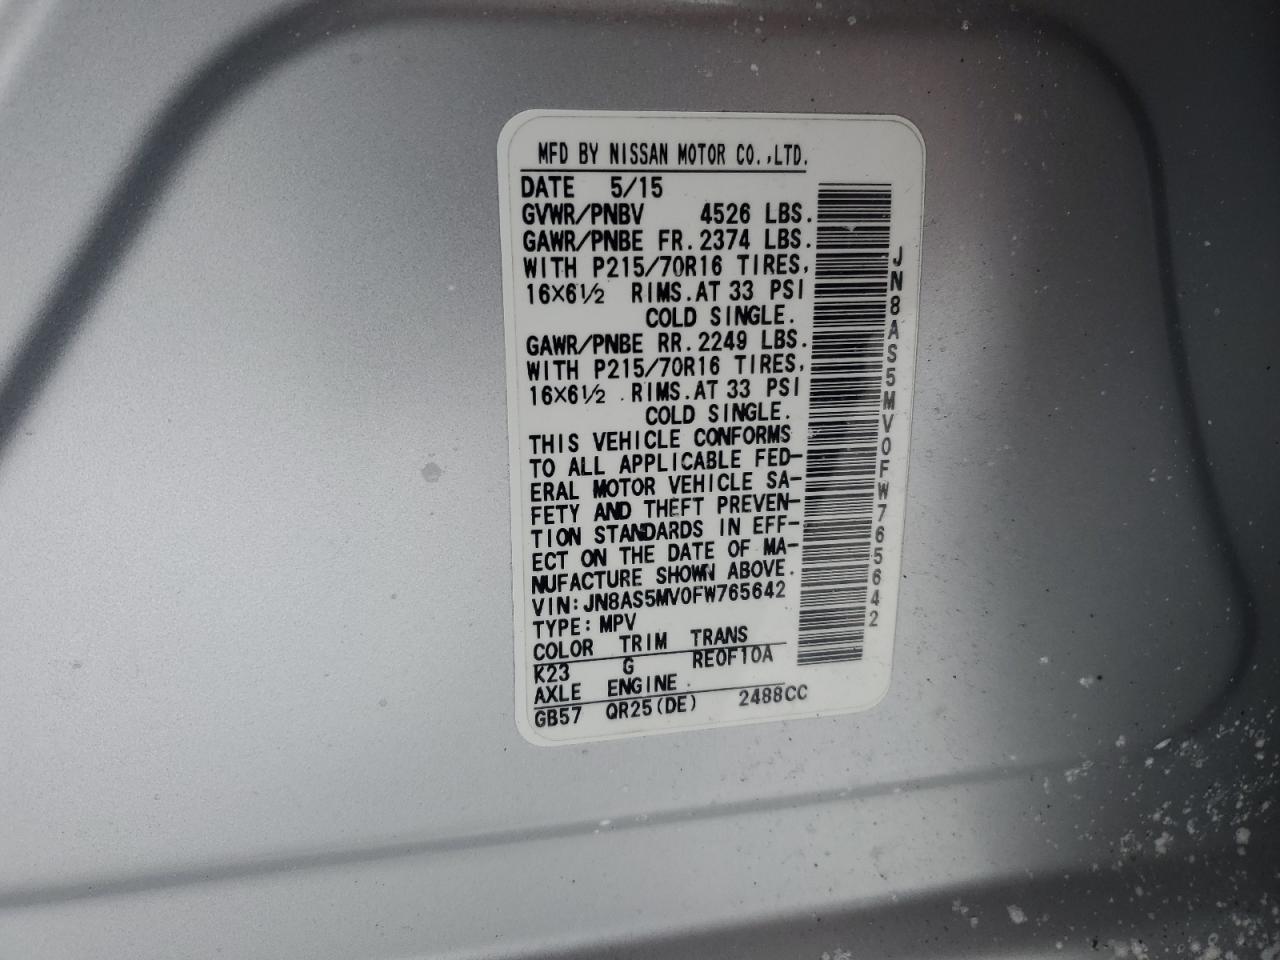 MFD BY NISSAN MOTOR CO.,LTD.
DATE 5/15
GVWR/PNBV 4526 LBS.
GAWR/PNBE FR. 2374 LBS.
WITH P215/70R16 TIRES,
16X6½ RIMS. AT 33 PSI
COLD SINGLE.
GAWR/PNBE RR. 2249 LBS.
WITH P215/70R16 TIRES,
16X6½ RIMS. AT 33 PSI
COLD SINGLE.
THIS VEHICLE CONFORMS
TO ALL APPLICABLE FED-
ERAL MOTOR VEHICLE SA-
FETY AND THEFT PREVEN-
TION STANDARDS IN EFF-
ECT ON THE DATE OF MA-
NUFACTURE SHOWN ABOVE.
VIN: JN8AS5MV0FW765642
TYPE: MPV
COLOR TRIM TRANS
K23 G RE0F10A
AXLE ENGINE
GB57 QR25(DE) 2488CC
JN8AS5MV0FW765642